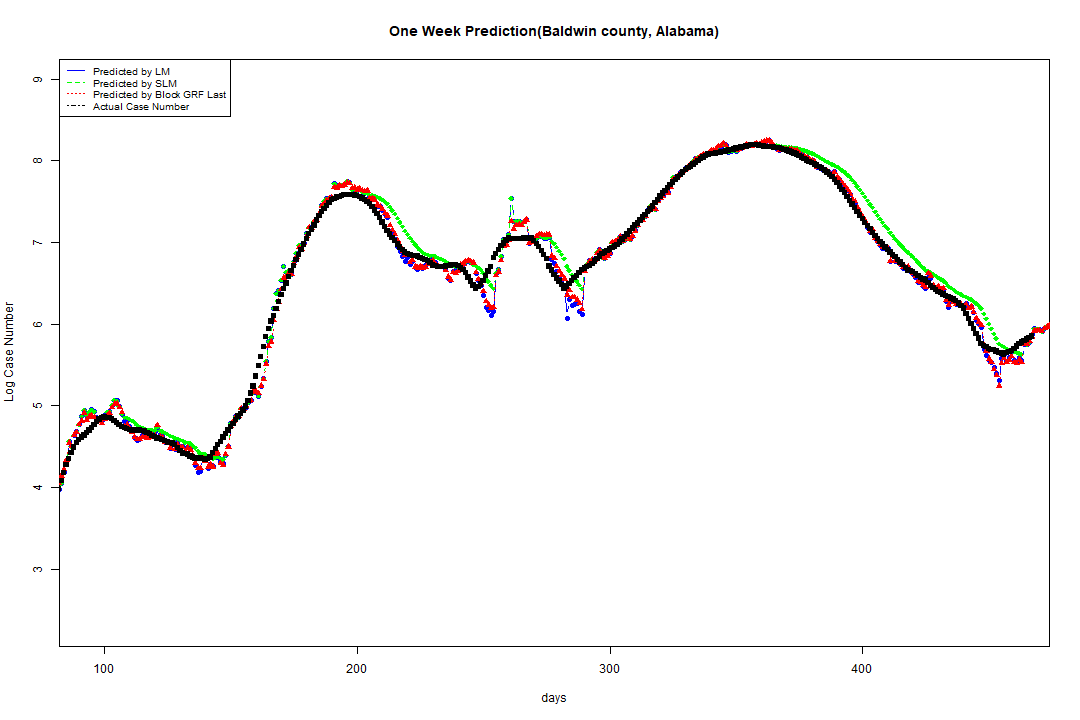 One Week Prediction(Baldwin county, Alabama)
Predicted by LM
Predicted by SLM
Predicted by Block GRF Last
Actual Case Number
9
8
7
6
5
4
3
Log Case Number
100 200 300 400
days